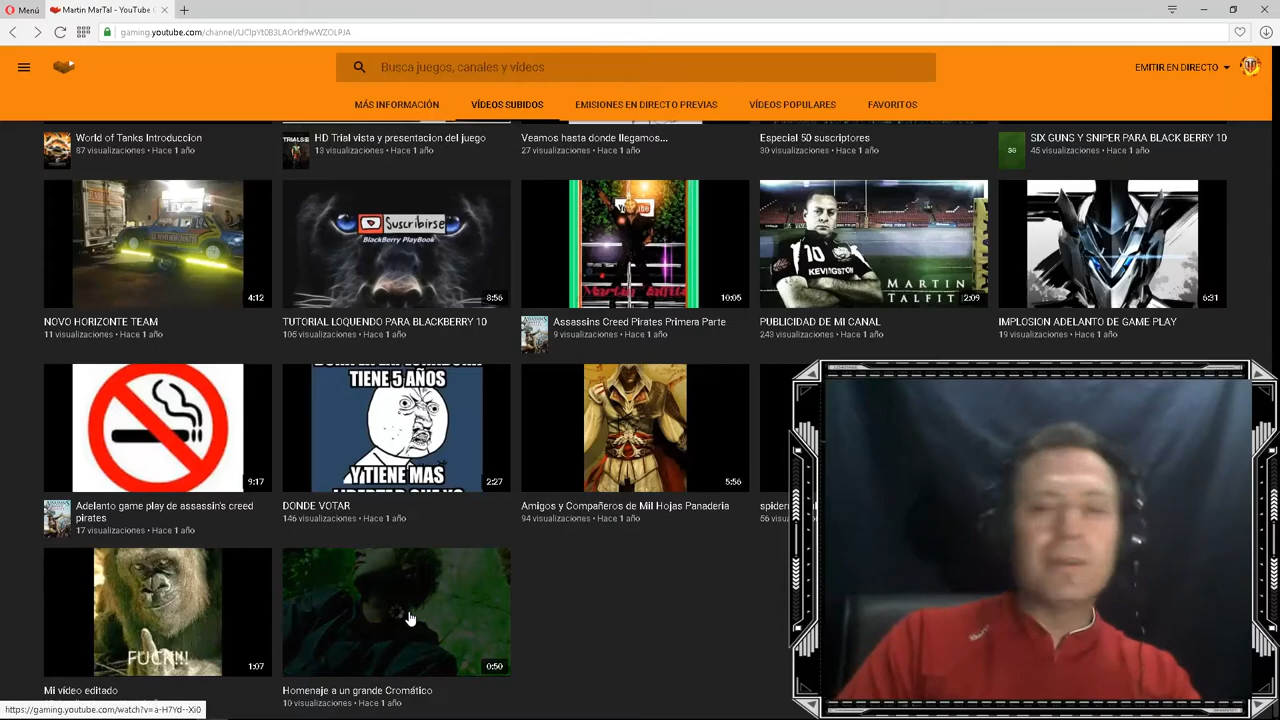 Menú
Martin MarTal - YouTube
gaming.youtube.com/channel/UClpYt0B3LAOrld9wWZOLPJA
Busca juegos, canales y vídeos
EMITIR EN DIRECTO
MÁS INFORMACIÓN VÍDEOS SUBIDOS EMISIONES EN DIRECTO PREVIAS VÍDEOS POPULARES FAVORITOS
World of Tanks Introduccion
87 visualizaciones • Hace 1 año
HD Trial vista y presentacion del juego
13 visualizaciones • Hace 1 año
Veamos hasta donde llegamos...
27 visualizaciones • Hace 1 año
Especial 50 suscriptores
30 visualizaciones • Hace 1 año
SIX GUNS Y SNIPER PARA BLACK BERRY 10
45 visualizaciones • Hace 1 año
4:12
Suscribirse
BlackBerry PlayBook
8:56
10:05
10
KEVINGSTON
MARTIN
TALFIT
2:09
6:31
NOVO HORIZONTE TEAM
11 visualizaciones • Hace 1 año
TUTORIAL LOQUENDO PARA BLACKBERRY 10
105 visualizaciones • Hace 1 año
Assassins Creed Pirates Primera Parte
9 visualizaciones • Hace 1 año
PUBLICIDAD DE MI CANAL
243 visualizaciones • Hace 1 año
IMPLOSION ADELANTO DE GAME PLAY
19 visualizaciones • Hace 1 año
9:17
TIENE 5 AÑOS
Y TIENE MAS
2:27
5:56
Adelanto game play de assassin's creed
pirates
17 visualizaciones • Hace 1 año
DONDE VOTAR
146 visualizaciones • Hace 1 año
Amigos y Compañeros de Mil Hojas Panaderia
94 visualizaciones • Hace 1 año
spider
56 vis
FUCK!!!
1:07
0:50
Mi vídeo editado
Homenaje a un grande Cromático
10 visualizaciones • Hace 1 año
https://gaming.youtube.com/watch?v=a-H7Yd--Xi0